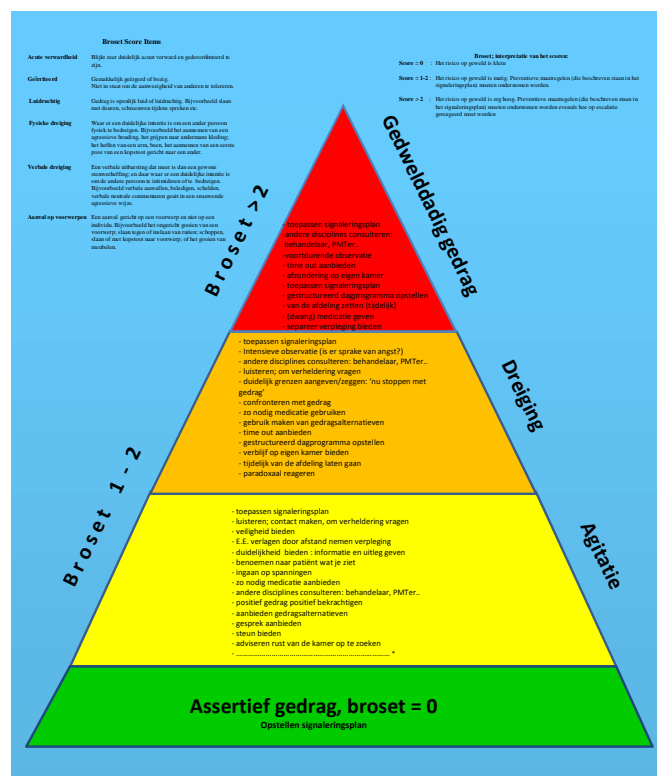 Broset Score Items
Acute verwardheid Blijkt zeer duidelijk acuut verward en gedesoriënteerd te
zijn.
Geïrriteerd Gemakkelijk geërgerd of bozig.
Niet in staat om de aanwezigheid van anderen te tolereren.
Luidruchtig Gedrag is openlijk luid of luidruchtig. Bijvoorbeeld slaan
met deuren, schreeuwen tijdens spreken etc.
Fysieke dreiging Waar er een duidelijke intentie is om een ander persoon
fysiek te bedreigen. Bijvoorbeeld het aannemen van een
agressieve houding, het grijpen naar andermans kleding;
het heffen van een arm, been, het aannemen van een eerste
pose van een kopstoot gericht naar een ander.
Verbale dreiging Een verbale uitbarsting dat meer is dan een gewone
stemverheffing; en daar waar er een duidelijke intentie is
om de andere persoon te intimideren of te bedreigen.
Bijvoorbeeld verbale aanvallen, beledigen, schelden,
verbale neutrale commentaren geuit in een snauwende
agressieve wijze.
Aanval op voorwerpen Een aanval gericht op een voorwerp en niet op een
individu. Bijvoorbeeld het ongericht gooien van een
voorwerp; slaan tegen of inslaan van ruiten; schoppen,
slaan of met kopstoot naar voorwerp; of het gooien van
meubelen.
Broset; interpretatie van het scoren:
Score = 0 : Het risico op geweld is klein
Score = 1-2 : Het risico op geweld is matig. Preventieve maatregelen (die beschreven staan in het
signaleringsplan) moeten ondernomen worden.
Score > 2 : Het risico op geweld is erg hoog. Preventieve maatregelen (die beschreven staan in
het signaleringsplan) moeten ondernomen worden evenals hoe op escalatie
gereageerd moet worden
Broset >2
Gedwelddadig gedrag
- toepassen signaleringsplan
-andere disciplines consulteren:
behandelaar, PMTer..
-voortdurende observatie
- time out aanbieden
- afzondering op eigen kamer
- toepassen signaleringsplan
- gestructureerd dagprogramma opstellen
- van de afdeling zetten (tijdelijk)
- (dwang) medicatie geven
- separeer verpleging bieden
Dreiging
- toepassen signaleringsplan
- Intensieve observatie (is er sprake van angst?)
- andere disciplines consulteren: behandelaar, PMTer..
- luisteren; om verheldering vragen
- duidelijk grenzen aangeven/zeggen: 'nu stoppen met
gedrag'
- confronteren met gedrag
- zo nodig medicatie gebruiken
- gebruik maken van gedragsalternatieven
- time out aanbieden
- gestructureerd dagprogramma opstellen
- verblijf op eigen kamer bieden
- tijdelijk van de afdeling laten gaan
- paradoxaal reageren
Broset 1 - 2
Agitatie
- toepassen signaleringsplan
- luisteren; contact maken, om verheldering vragen
- veiligheid bieden
- E.E. verlagen door afstand nemen verpleging
- duidelijkheid bieden : informatie en uitleg geven
- benoemen naar patiënt wat je ziet
- ingaan op spanningen
- zo nodig medicatie aanbieden
- andere disciplines consulteren: behandelaar, PMTer..
- positief gedrag positief bekrachtigen
- aanbieden gedragsalternatieven
- gesprek aanbieden
- steun bieden
- adviseren rust van de kamer op te zoeken
- ........................................................................ *
Assertief gedrag, broset = 0
Opstellen signaleringsplan